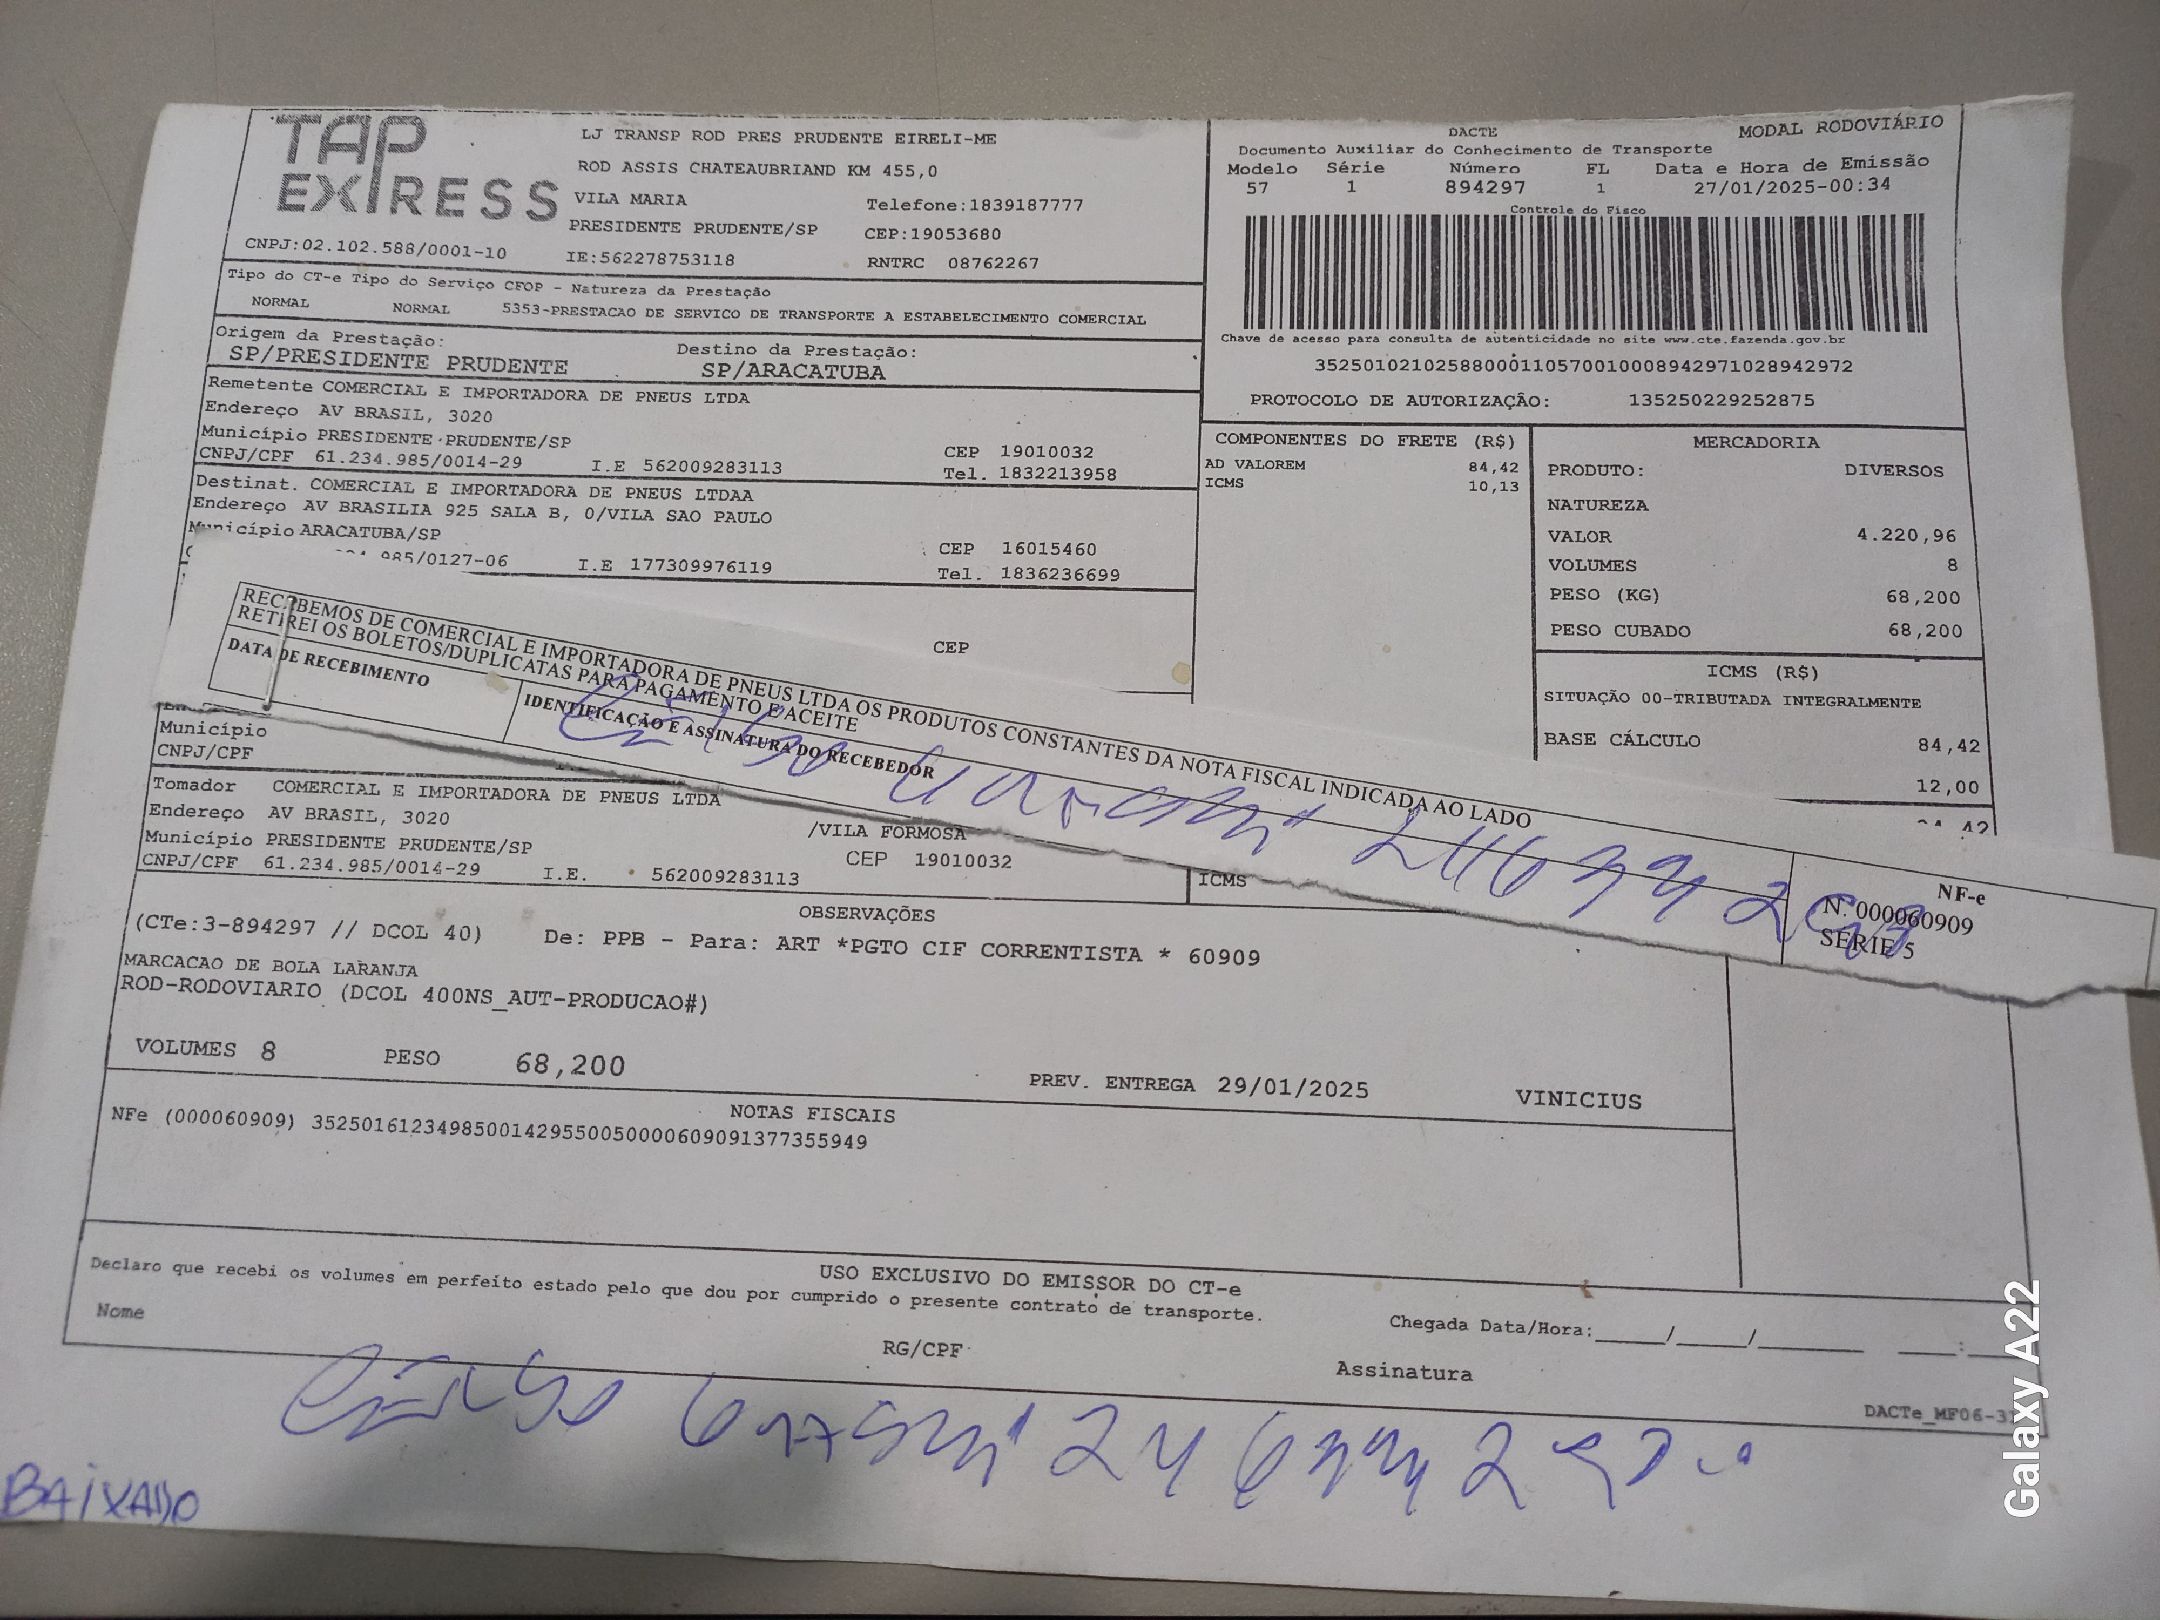 TAP EXPRESS
CNPJ:02.102.588/0001-10
LJ TRANSP ROD PRES PRUDENTE EIRELI-ME
ROD ASSIS CHATEAUBRIAND KM 455,0
VILA MARIA Telefone:1839187777
PRESIDENTE PRUDENTE/SP CEP:19053680
IE:562278753118 RNTRC 08762267
DACTE MODAL RODOVIÁRIO
Documento Auxiliar do Conhecimento de Transporte
Modelo Série Número FL Data e Hora de Emissão
57 1 894297 1 27/01/2025-00:34
Controle do Fisco
Chave de acesso para consulta de autenticidade no site www.cte.fazenda.gov.br
35250102102588000110570010008942971028942972
PROTOCOLO DE AUTORIZAÇÃO: 135250229252875
Tipo do CT-e Tipo do Serviço CFOP - Natureza da Prestação
NORMAL NORMAL 5353-PRESTACAO DE SERVICO DE TRANSPORTE A ESTABELECIMENTO COMERCIAL
Origem da Prestação: Destino da Prestação:
SP/PRESIDENTE PRUDENTE SP/ARACATUBA
Remetente COMERCIAL E IMPORTADORA DE PNEUS LTDA
Endereço AV BRASIL, 3020
Município PRESIDENTE PRUDENTE/SP CEP 19010032
CNPJ/CPF 61.234.985/0014-29 I.E 562009283113 Tel. 1832213958
Destinat. COMERCIAL E IMPORTADORA DE PNEUS LTDAA
Endereço AV BRASILIA 925 SALA B, 0/VILA SAO PAULO
Município ARACATUBA/SP CEP 16015460
985/0127-06 I.E 177309976119 Tel. 1836236699
CEP
COMPONENTES DO FRETE (R$)
AD VALOREM 84,42
ICMS 10,13
MERCADORIA
PRODUTO: DIVERSOS
NATUREZA
VALOR 4.220,96
VOLUMES 8
PESO (KG) 68,200
PESO CUBADO 68,200
ICMS (R$)
SITUAÇÃO 00-TRIBUTADA INTEGRALMENTE
BASE CÁLCULO 84,42
12,00
RECEBEMOS DE COMERCIAL E IMPORTADORA DE PNEUS LTDA OS PRODUTOS CONSTANTES DA NOTA FISCAL INDICADA AO LADO
RETIREI OS BOLETOS/DUPLICATAS PARA PAGAMENTO E ACEITE
DATA DE RECEBIMENTO IDENTIFICAÇÃO E ASSINATURA DO RECEBEDOR
NF-e
N. 000060909
SÉRIE 5
Município
CNPJ/CPF
Tomador COMERCIAL E IMPORTADORA DE PNEUS LTDA
Endereço AV BRASIL, 3020 /VILA FORMOSA
Município PRESIDENTE PRUDENTE/SP CEP 19010032
CNPJ/CPF 61.234.985/0014-29 I.E. 562009283113
ICMS
OBSERVAÇÕES
(CTe:3-894297 // DCOL 40) De: PPB - Para: ART *PGTO CIF CORRENTISTA * 60909
MARCACAO DE BOLA LARANJA
ROD-RODOVIARIO (DCOL 400NS_AUT-PRODUCAO#)
VOLUMES 8 PESO 68,200 PREV. ENTREGA 29/01/2025 VINICIUS
NOTAS FISCAIS
NFe (000060909) 35250161234985001429550050000609091377355949
USO EXCLUSIVO DO EMISSOR DO CT-e
Declaro que recebi os volumes em perfeito estado pelo que dou por cumprido o presente contrato de transporte.
Nome RG/CPF Assinatura Chegada Data/Hora:_____/_____/________ ____:____
DACTe_MF06-31
BAIXADO
Galaxy A22